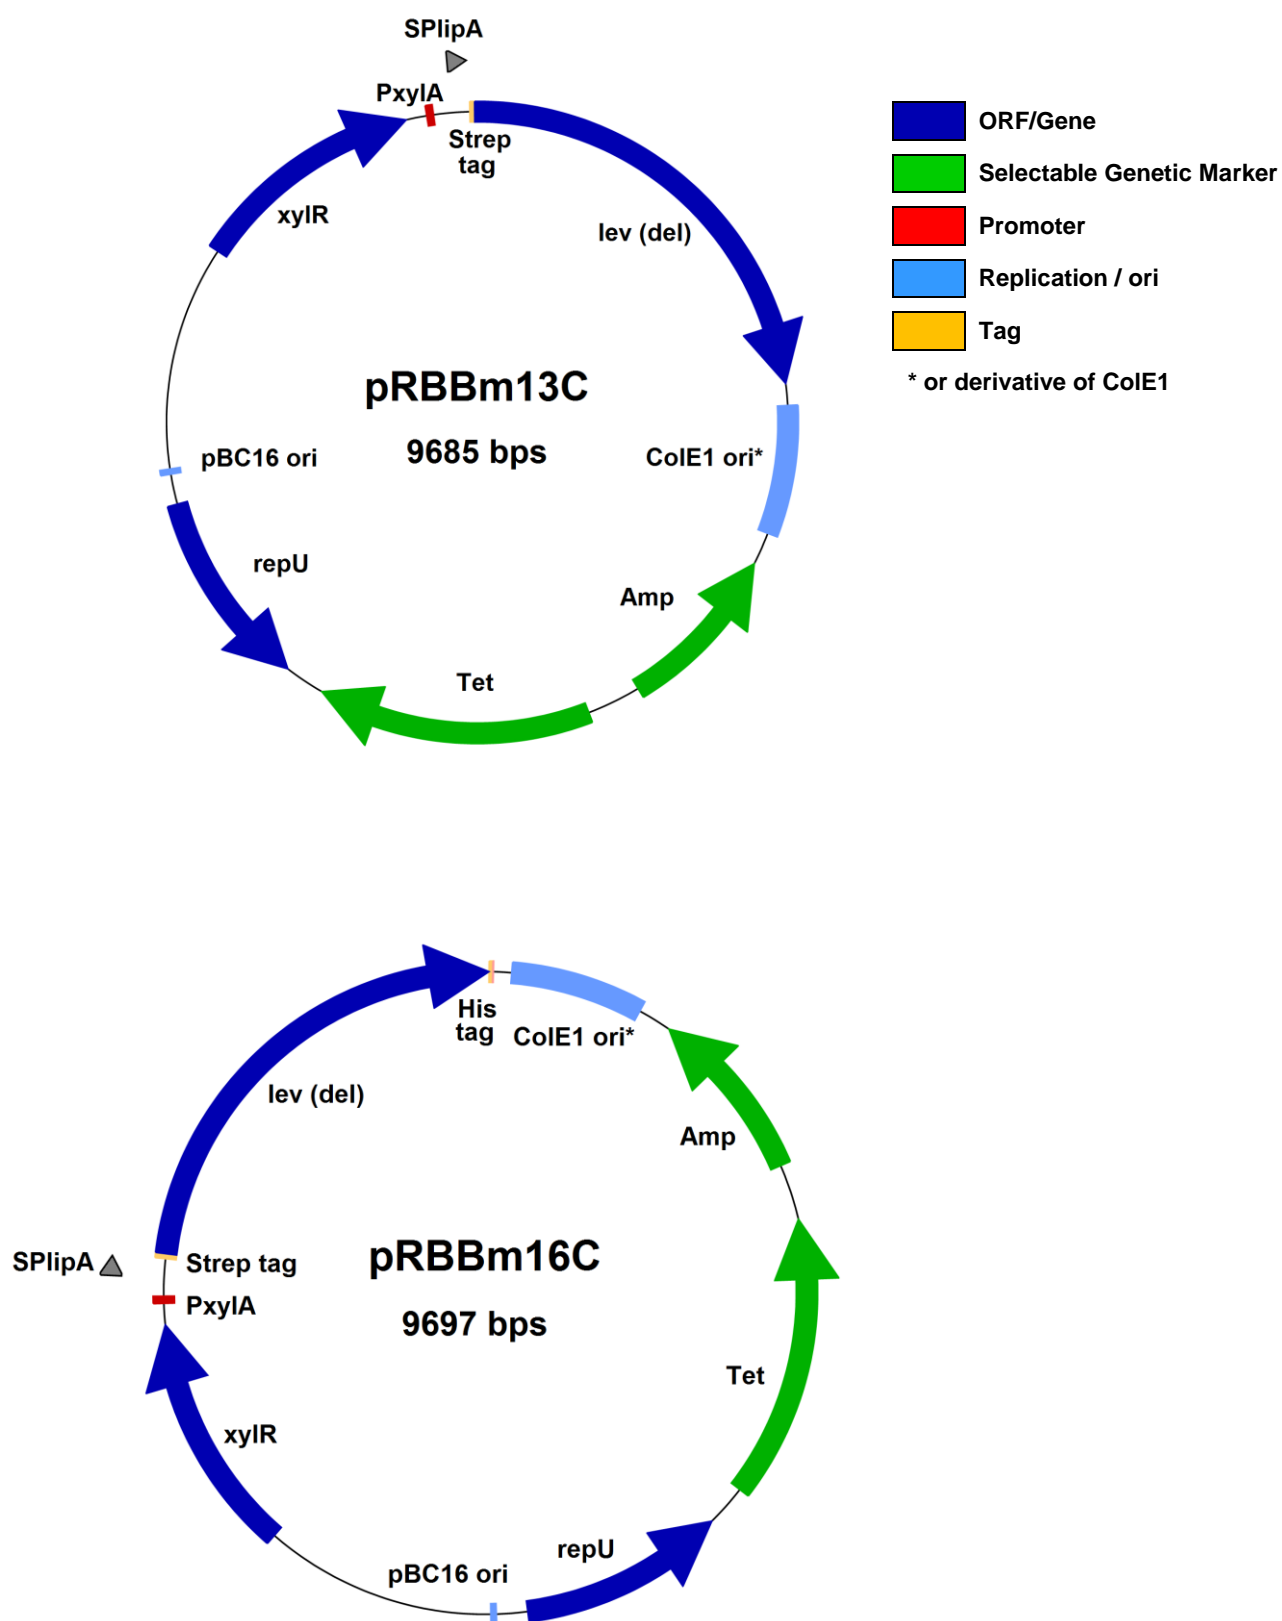 SPlipA
PxylA
Strep
tag
xylR
lev (del)
pRBBm13C
9685 bps
pBC16 ori
ColE1 ori*
repU
Amp
Tet
ORF/Gene
Selectable Genetic Marker
Promoter
Replication / ori
Tag
* or derivative of ColE1
His
tag
ColE1 ori*
lev (del)
Amp
SPlipA
Strep tag
PxylA
pRBBm16C
9697 bps
Tet
xylR
repU
pBC16 ori